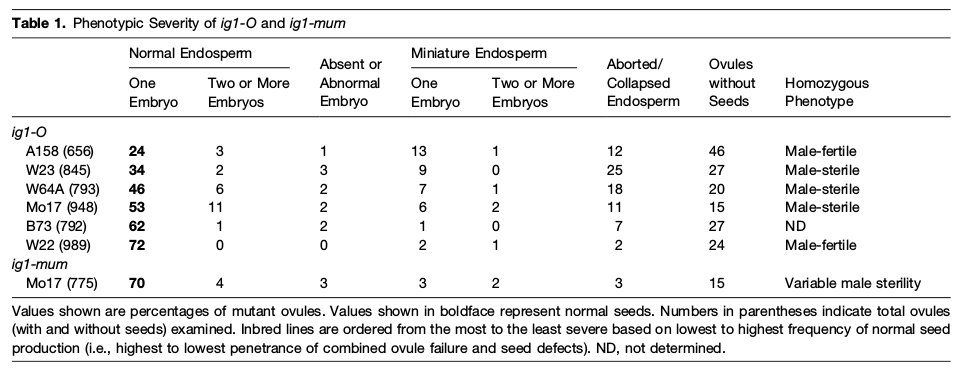 Table 1. Phenotypic Severity of ig1-O and ig1-mum
Normal Endosperm Miniature Endosperm
One Embryo Two or More Embryos Absent or Abnormal Embryo One Embryo Two or More Embryos Aborted/ Collapsed Endosperm Ovules without Seeds Homozygous Phenotype
ig1-O
A158 (656) 24 3 1 13 1 12 46 Male-fertile
W23 (845) 34 2 3 9 0 25 27 Male-sterile
W64A (793) 46 6 2 7 1 18 20 Male-sterile
Mo17 (948) 53 11 2 6 2 11 15 Male-sterile
B73 (792) 62 1 2 1 0 7 27 ND
W22 (989) 72 0 0 2 1 2 24 Male-fertile
ig1-mum
Mo17 (775) 70 4 3 3 2 3 15 Variable male sterility
Values shown are percentages of mutant ovules. Values shown in boldface represent normal seeds. Numbers in parentheses indicate total ovules
(with and without seeds) examined. Inbred lines are ordered from the most to the least severe based on lowest to highest frequency of normal seed
production (i.e., highest to lowest penetrance of combined ovule failure and seed defects). ND, not determined.